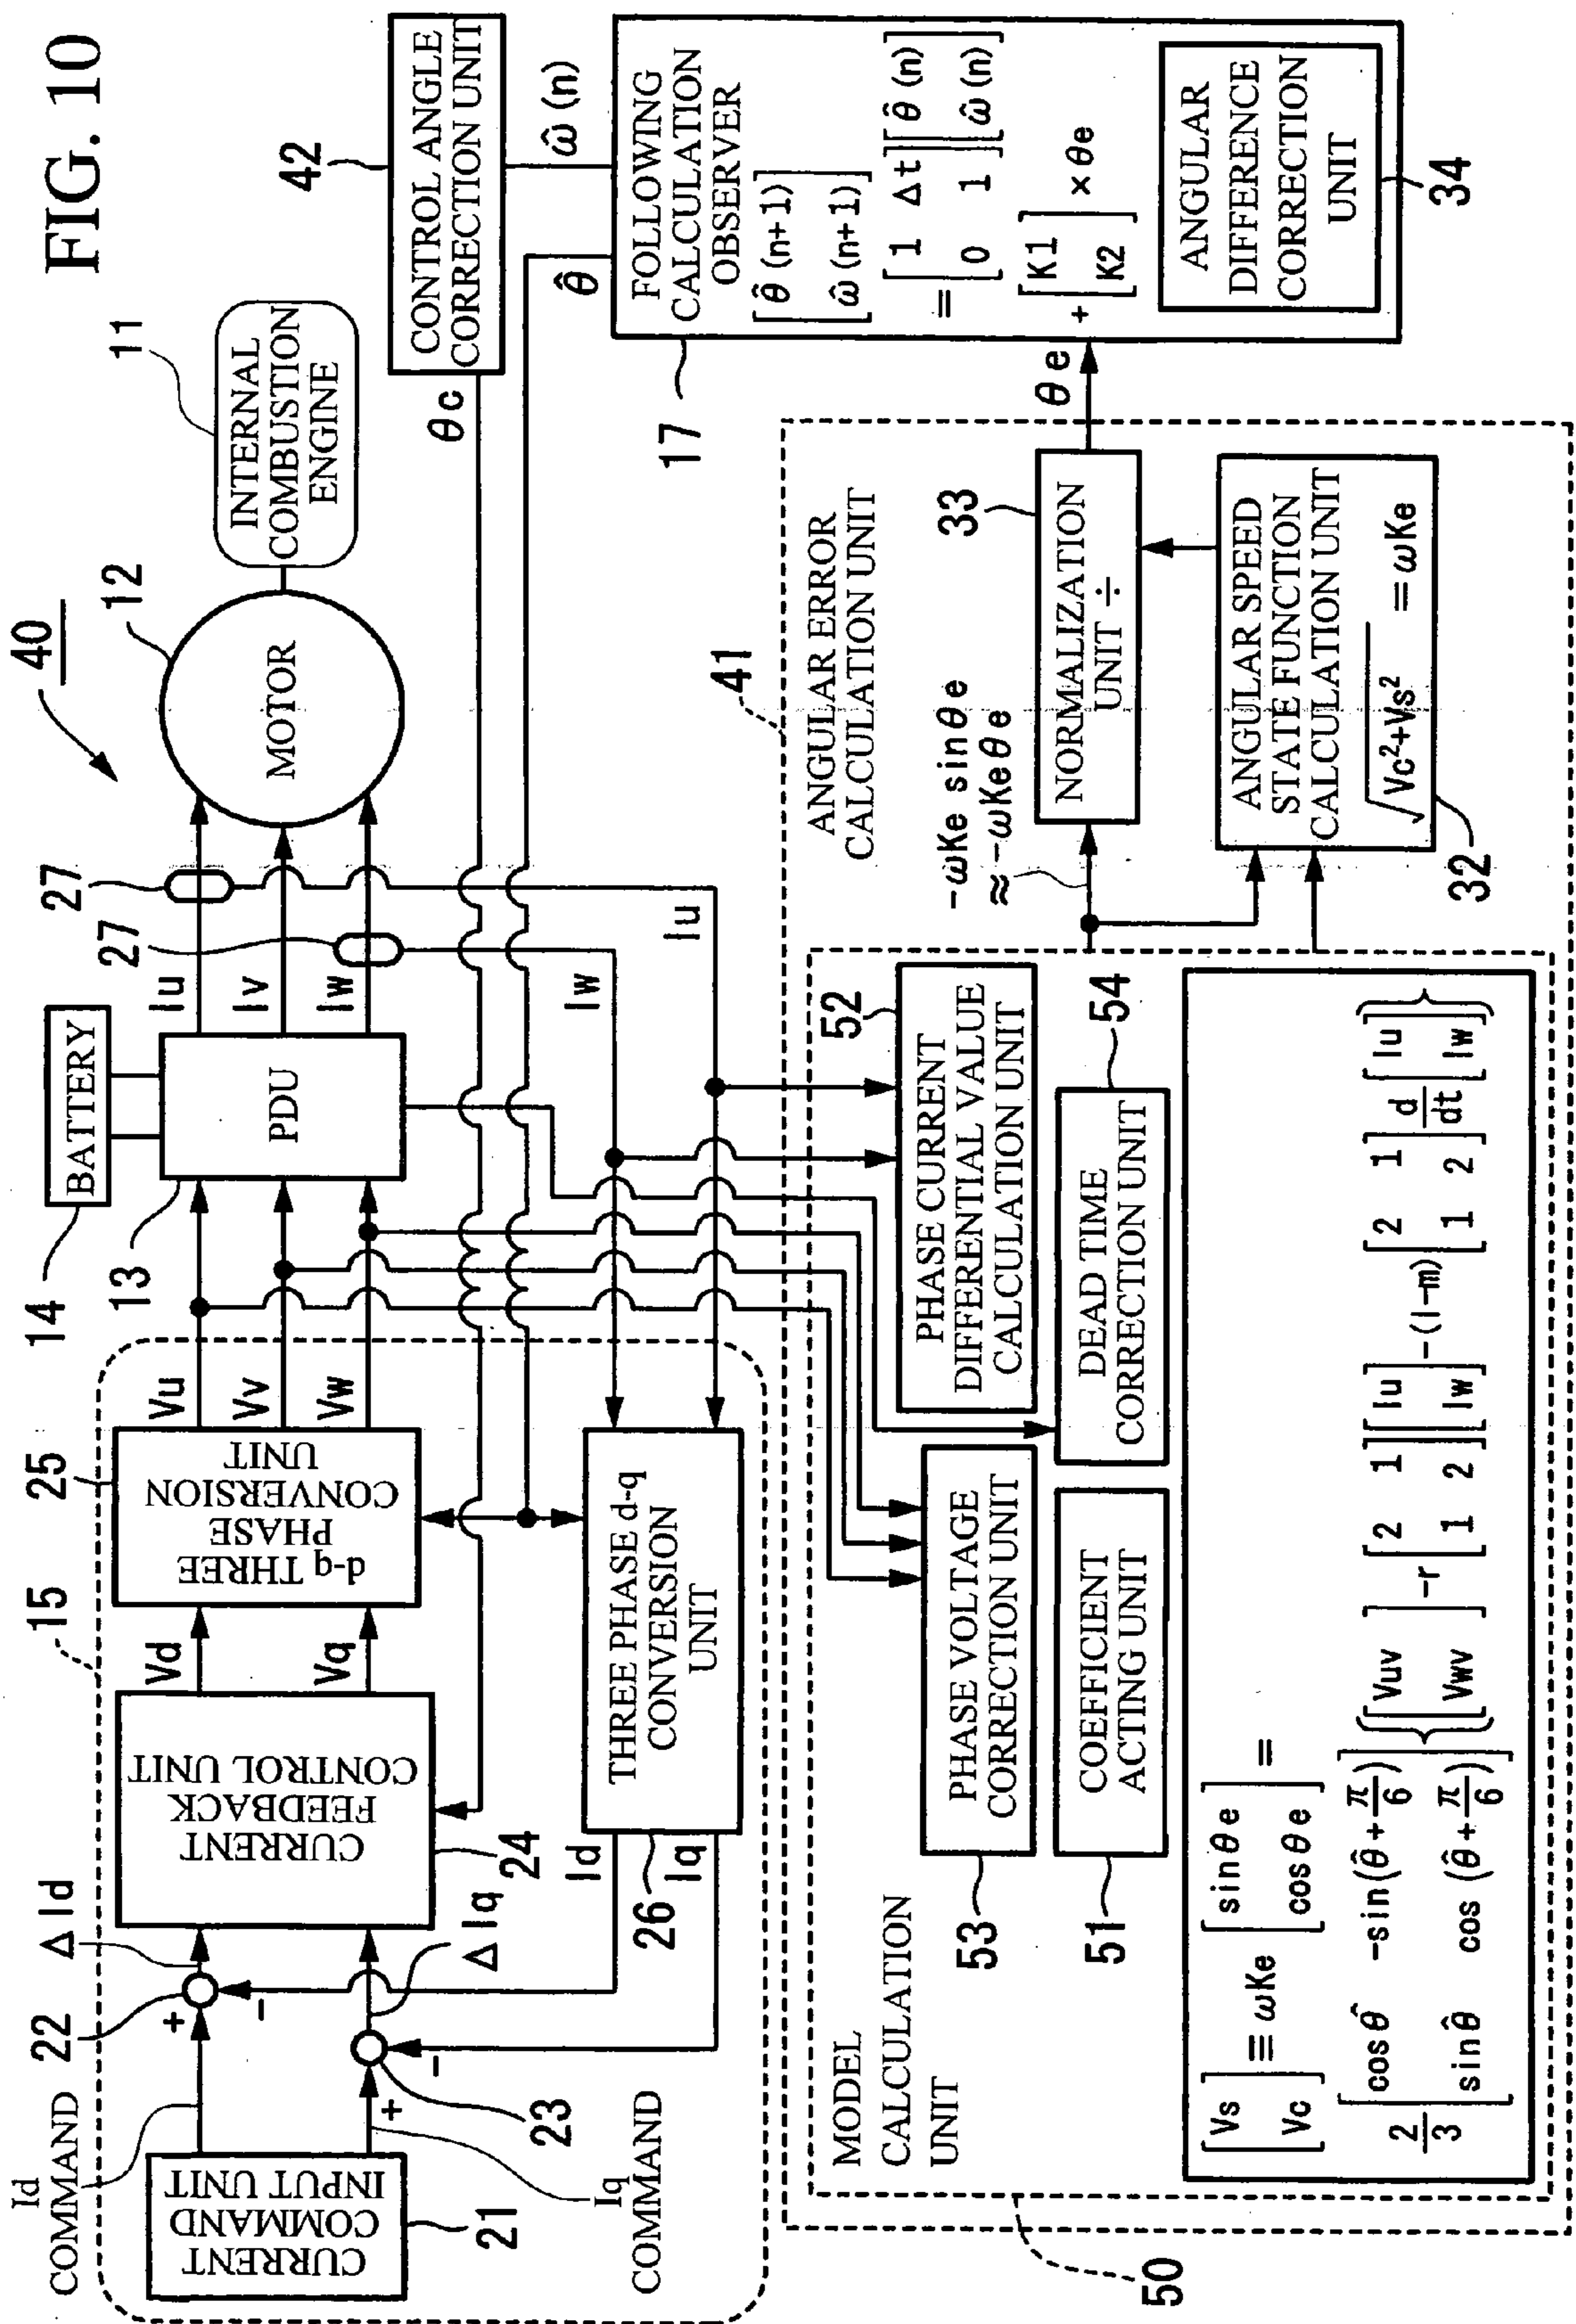 FIG. 10
40
42
CONTROL ANGLE
CORRECTION UNIT
11
INTERNAL
COMBUSTION
ENGINE
12
MOTOR
27
27
Iu
Iv
Iw
14
BATTERY
13
PDU
15
25
d-q THREE
PHASE
CONVERSION
UNIT
Vu
Vv
Vw
Vd
Vq
CURRENT
FEEDBACK
CONTROL UNIT
24
ΔId
ΔIq
22
+
−
23
+
−
Id
COMMAND
Iq
COMMAND
CURRENT
COMMAND
INPUT UNIT
21
THREE PHASE d-q
CONVERSION
UNIT
26
Id
Iq
Iw
Iu
θc
θ̂
ω̂(n)
17
FOLLOWING
CALCULATION
OBSERVER
[θ̂(n+1)]
[ω̂(n+1)]
= [1 Δt][θ̂(n)]
[0 1][ω̂(n)]
+ [K1] ×θe
[K2]
ANGULAR
DIFFERENCE
CORRECTION
UNIT
34
θe
41
ANGULAR ERROR
CALCULATION UNIT
33
NORMALIZATION
UNIT ÷
-ωKe sinθe
≈-ωKeθe
ANGULAR SPEED
STATE FUNCTION
CALCULATION UNIT
√Vc²+Vs² =ωKe
32
50
MODEL
CALCULATION
UNIT
52
PHASE CURRENT
DIFFERENTIAL VALUE
CALCULATION UNIT
53
PHASE VOLTAGE
CORRECTION UNIT
54
DEAD TIME
CORRECTION UNIT
51
COEFFICIENT
ACTING UNIT
[Vs] ≡ωKe [sinθe] =
[Vc] [cosθe]
2/3 [cosθ̂ -sin(θ̂+π/6)] {[Vuv] -r [2 1][Iu] -(l-m) [2 1] d/dt [Iu]}
[sinθ̂ cos(θ̂+π/6)] {[Vwv] [1 2][Iw] [1 2] [Iw]}